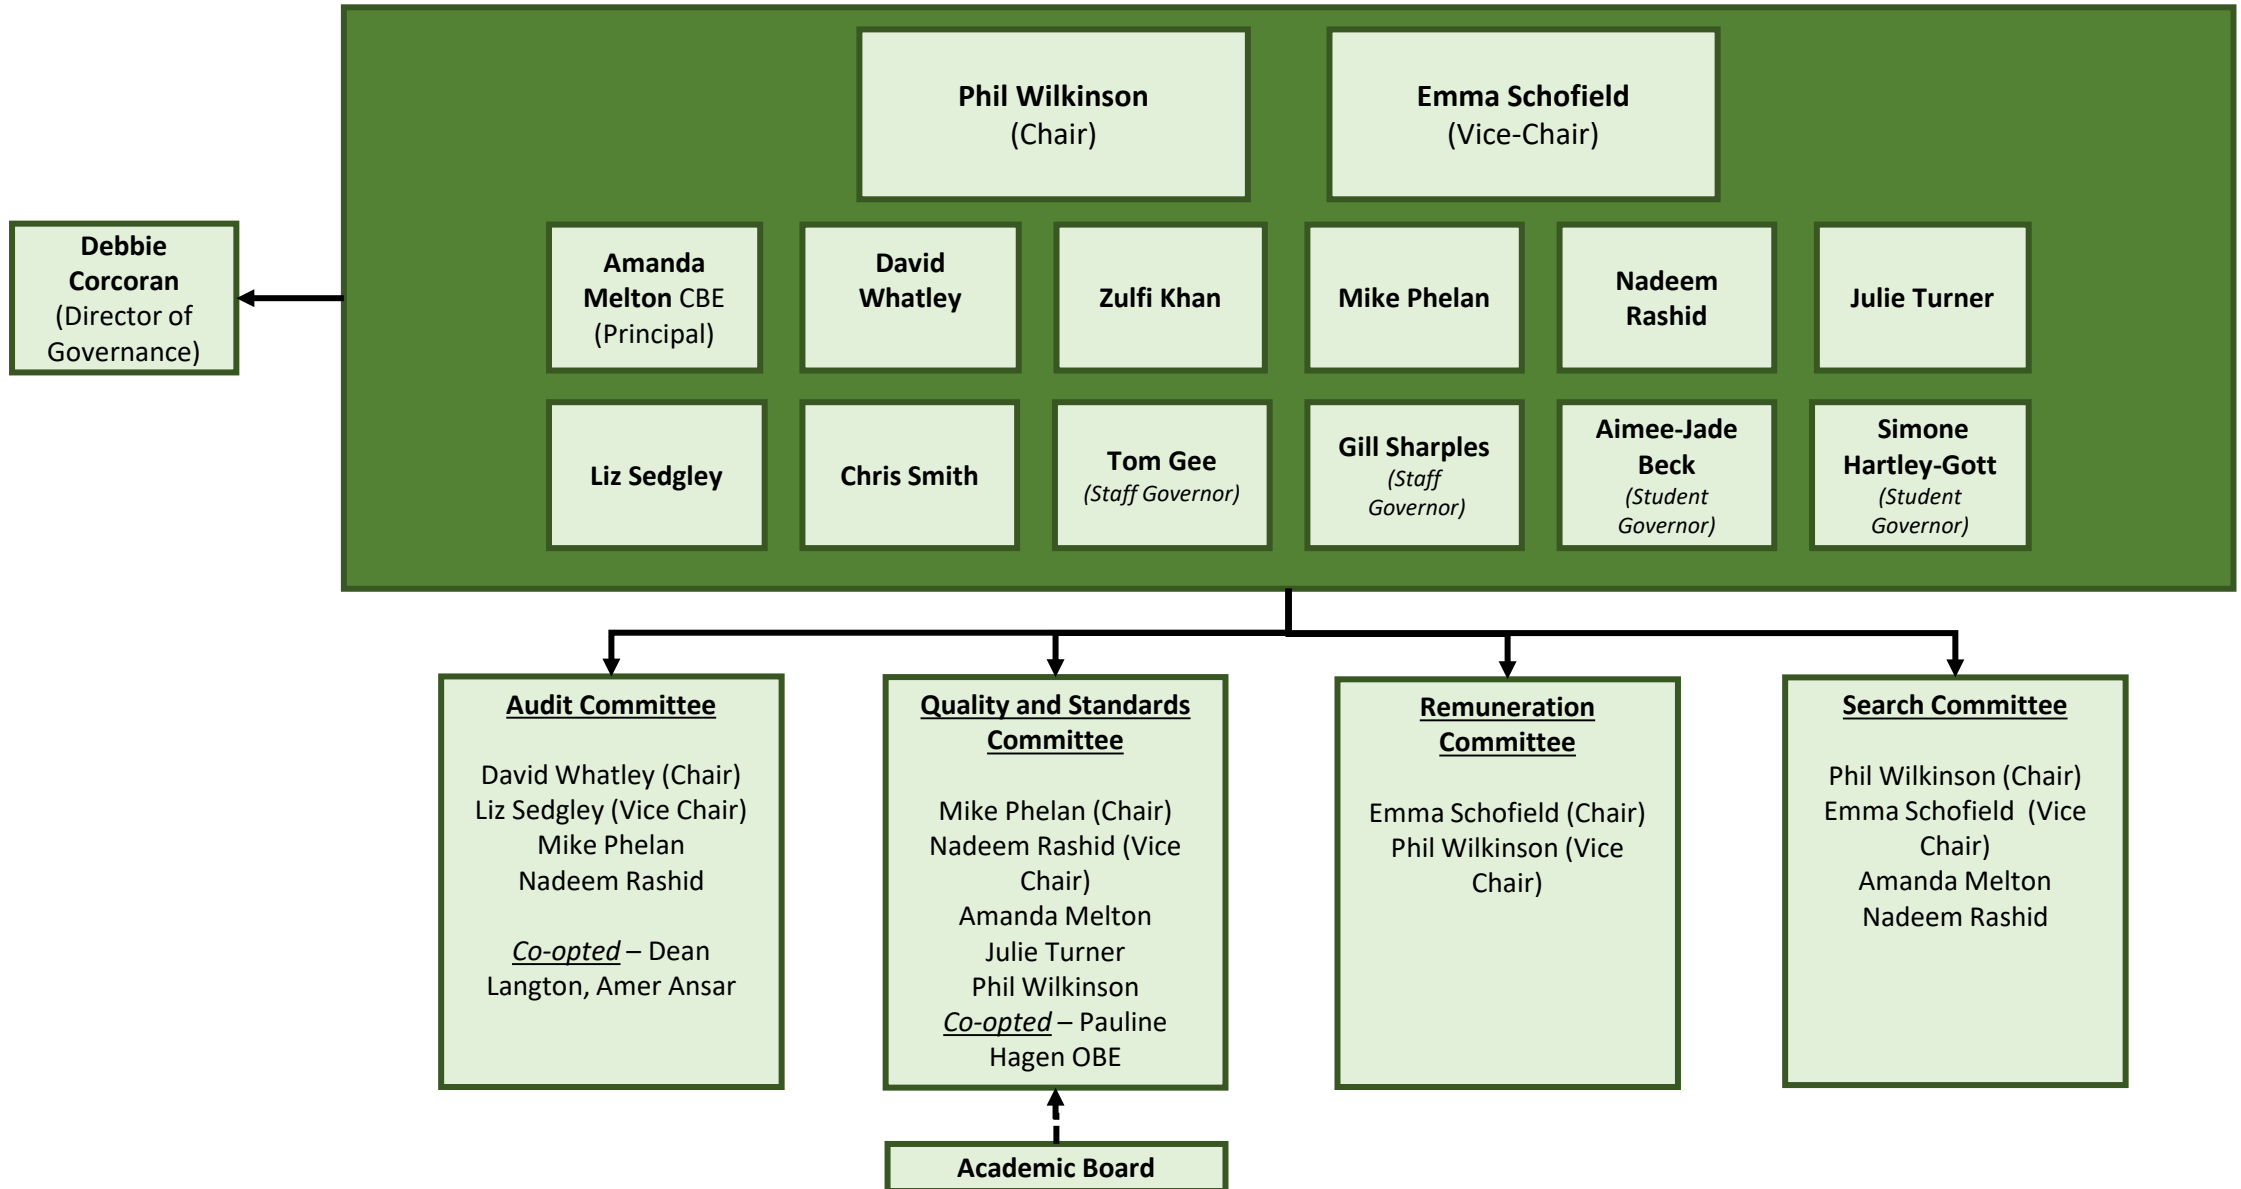 Phil Wilkinson
(Chair)
Emma Schofield
(Vice-Chair)
Debbie
Corcoran
(Director of
Governance)
Amanda
Melton CBE
(Principal)
David
Whatley
Zulfi Khan
Mike Phelan
Nadeem
Rashid
Julie Turner
Liz Sedgley
Chris Smith
Tom Gee
(Staff Governor)
Gill Sharples
(Staff
Governor)
Aimee-Jade
Beck
(Student
Governor)
Simone
Hartley-Gott
(Student
Governor)
Audit Committee
David Whatley (Chair)
Liz Sedgley (Vice Chair)
Mike Phelan
Nadeem Rashid
Co-opted – Dean
Langton, Amer Ansar
Quality and Standards
Committee
Mike Phelan (Chair)
Nadeem Rashid (Vice
Chair)
Amanda Melton
Julie Turner
Phil Wilkinson
Co-opted – Pauline
Hagen OBE
Remuneration
Committee
Emma Schofield (Chair)
Phil Wilkinson (Vice
Chair)
Search Committee
Phil Wilkinson (Chair)
Emma Schofield  (Vice
Chair)
Amanda Melton
Nadeem Rashid
Academic Board